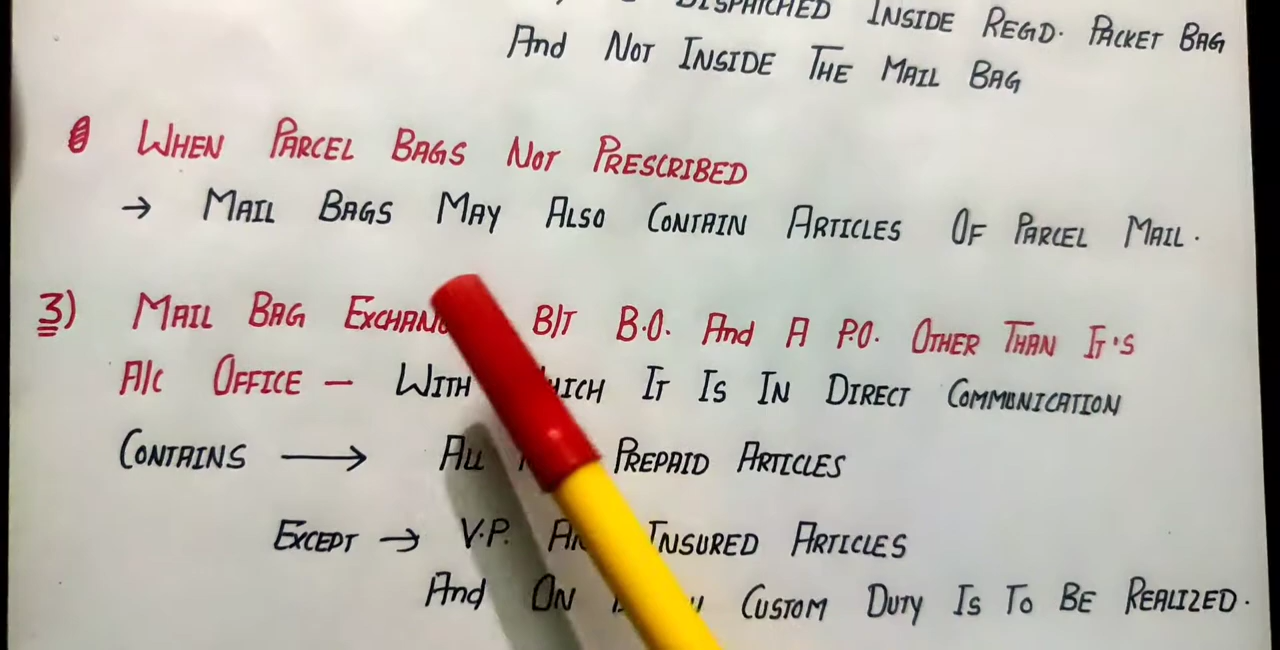 DISPATCHED INSIDE REGD. PACKET BAG
And NOT INSIDE THE MAIL BAG
WHEN PARCEL BAGS NOT PRESCRIBED
→ MAIL BAGS MAY ALSO CONTAIN ARTICLES OF PARCEL MAIL.
3) MAIL BAG B/T B.O. And A P.O. OTHER THAN IT'S
A/C OFFICE — WITH IT IS IN DIRECT COMMUNICATION
CONTAINS → All PREPAID ARTICLES
EXCEPT → V.P. INSURED ARTICLES
And ON CUSTOM DUTY IS TO BE REALIZED.